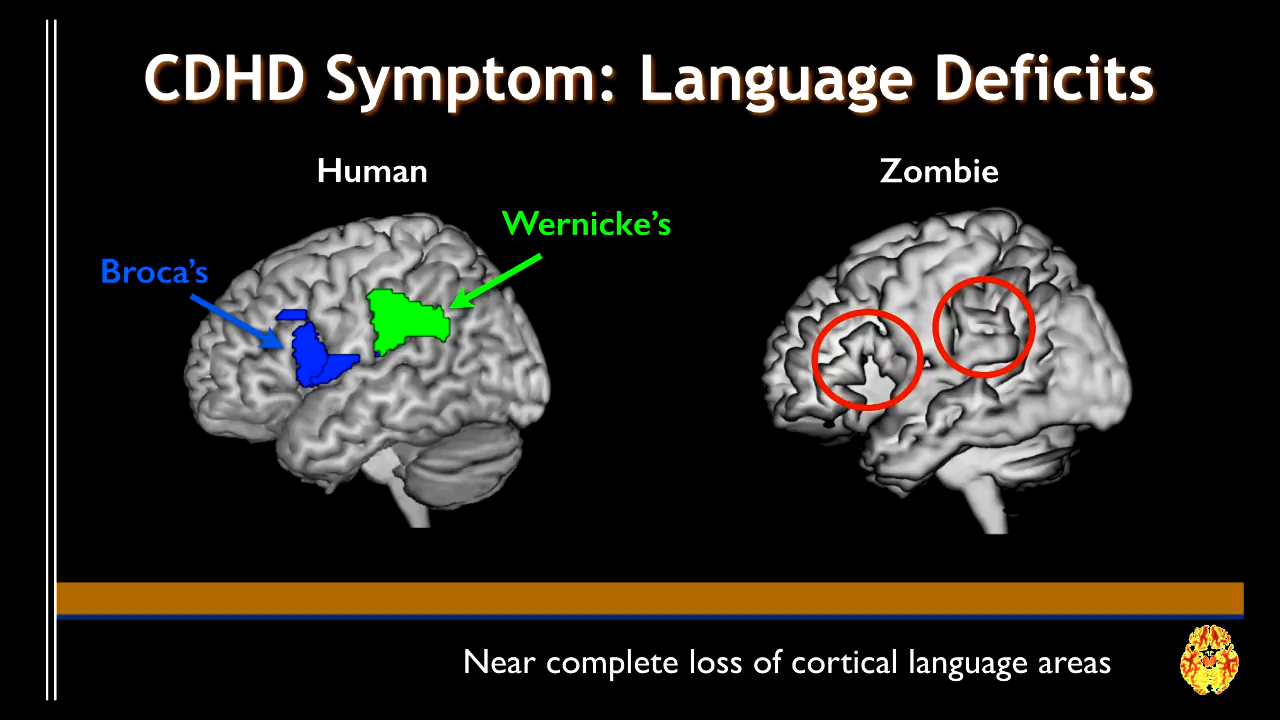 CDHD Symptom: Language Deficits
Human
Zombie
Wernicke’s
Broca’s
Near complete loss of cortical language areas